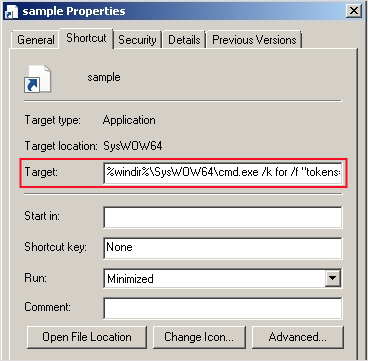 sample Properties
General Shortcut Security Details Previous Versions
sample
Target type: Application
Target location: SysWOW64
Target: %windir%\SysWOW64\cmd.exe /k for /f "tokens=
Start in:
Shortcut key: None
Run: Minimized
Comment:
Open File Location Change Icon... Advanced...